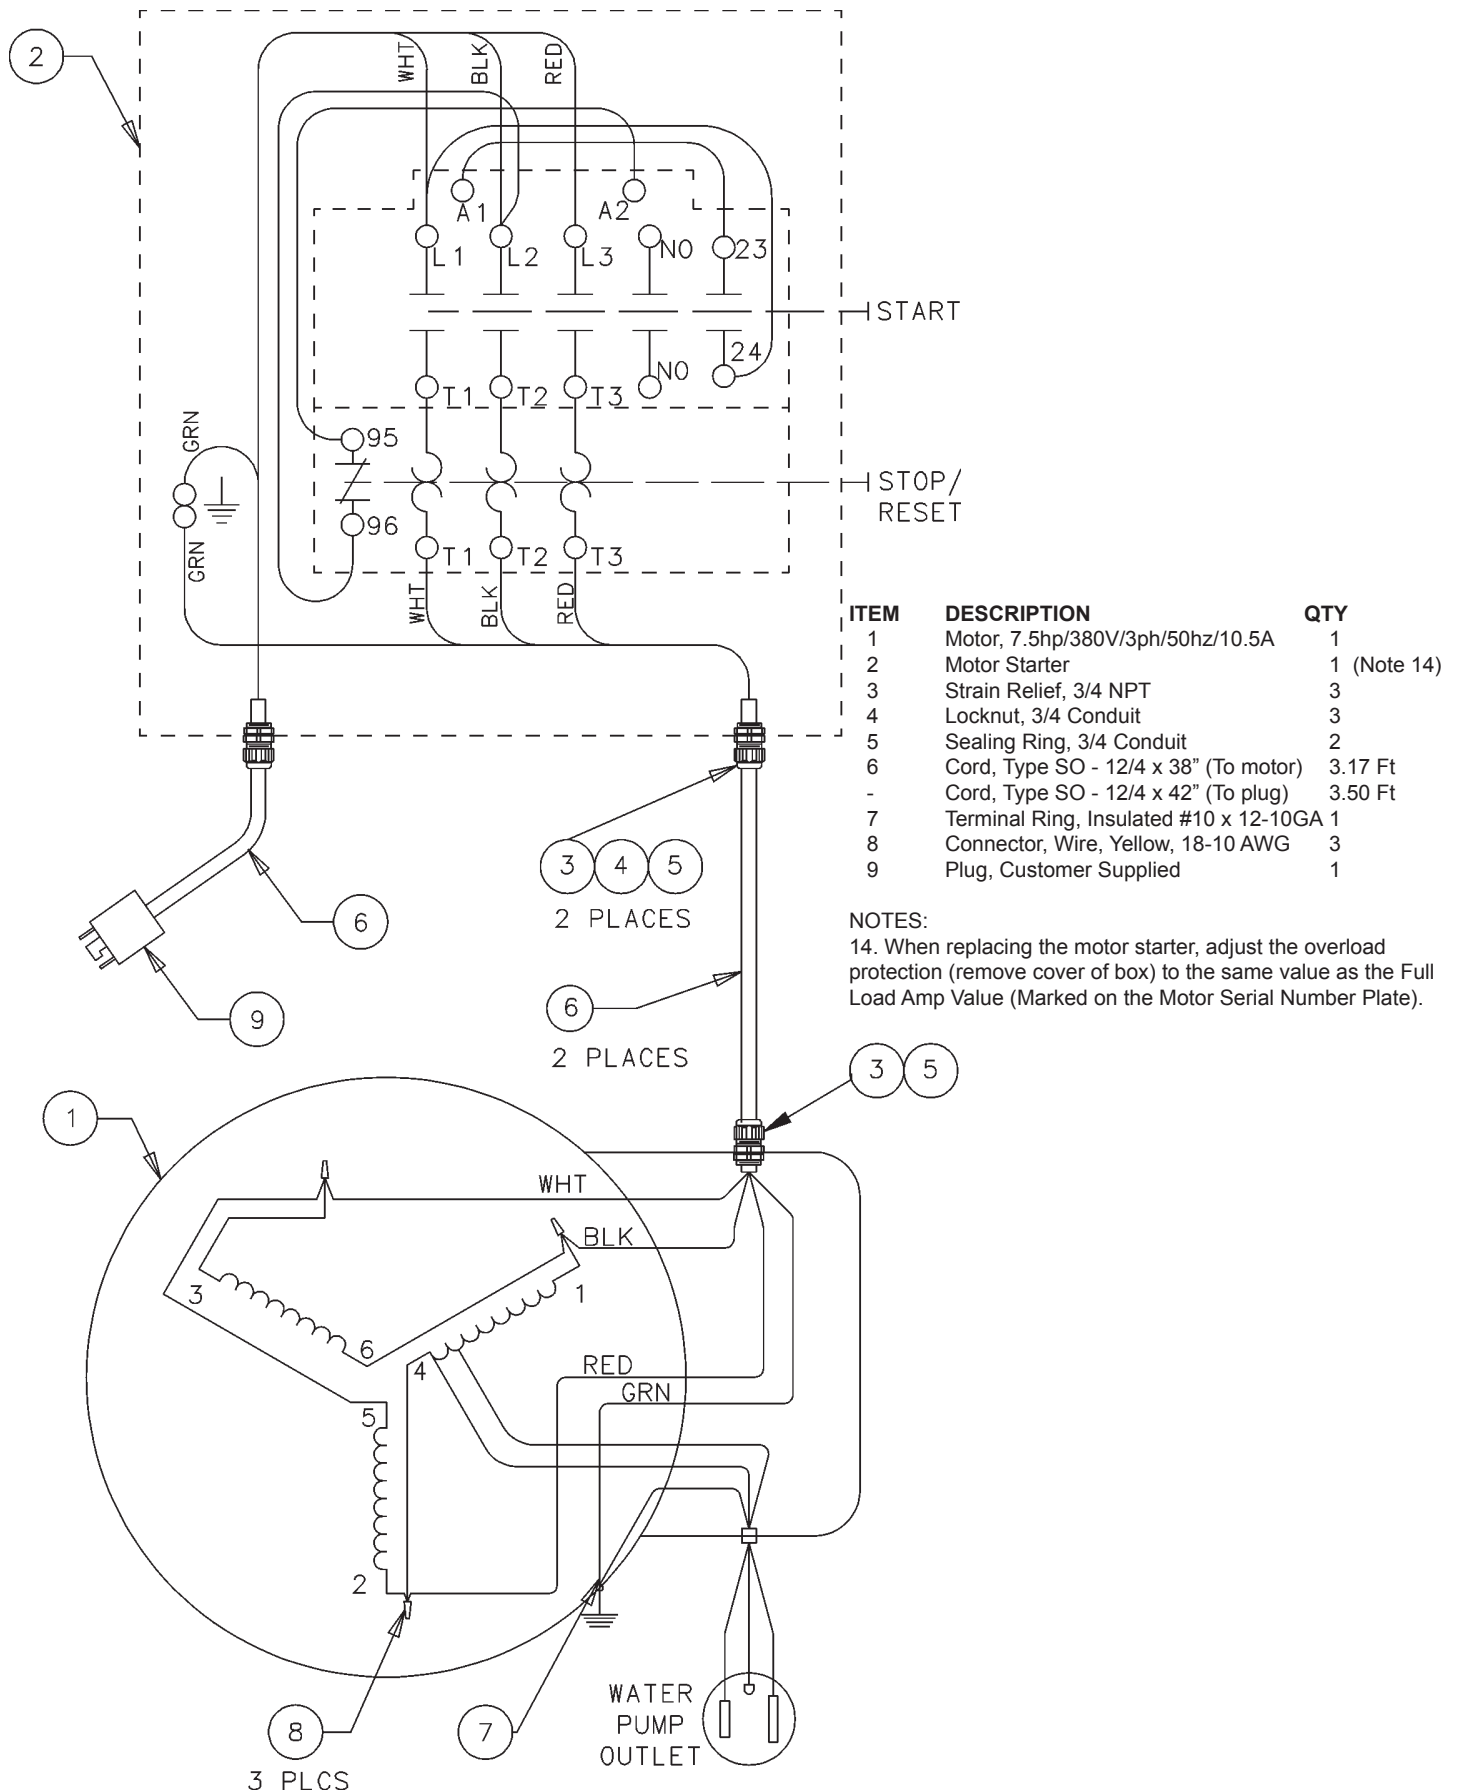 2
WHT
BLK
RED
A1
A2
L1
L2
L3
NO
23
START
24
NO
T1
T2
T3
GRN
95
STOP/
RESET
96
GRN
T1
T2
T3
WHT
BLK
RED
ITEM DESCRIPTION QTY
1 Motor, 7.5hp/380V/3ph/50hz/10.5A 1
2 Motor Starter 1 (Note 14)
3 Strain Relief, 3/4 NPT 3
4 Locknut, 3/4 Conduit 3
5 Sealing Ring, 3/4 Conduit 2
6 Cord, Type SO - 12/4 x 38” (To motor) 3.17 Ft
- Cord, Type SO - 12/4 x 42” (To plug) 3.50 Ft
7 Terminal Ring, Insulated #10 x 12-10GA 1
8 Connector, Wire, Yellow, 18-10 AWG 3
9 Plug, Customer Supplied 1
NOTES:
14. When replacing the motor starter, adjust the overload
protection (remove cover of box) to the same value as the Full
Load Amp Value (Marked on the Motor Serial Number Plate).
3 4 5
2 PLACES
6
9
6
2 PLACES
3 5
1
WHT
BLK
3
1
6
4
RED
GRN
5
2
8
3 PLCS
7
WATER
PUMP
OUTLET